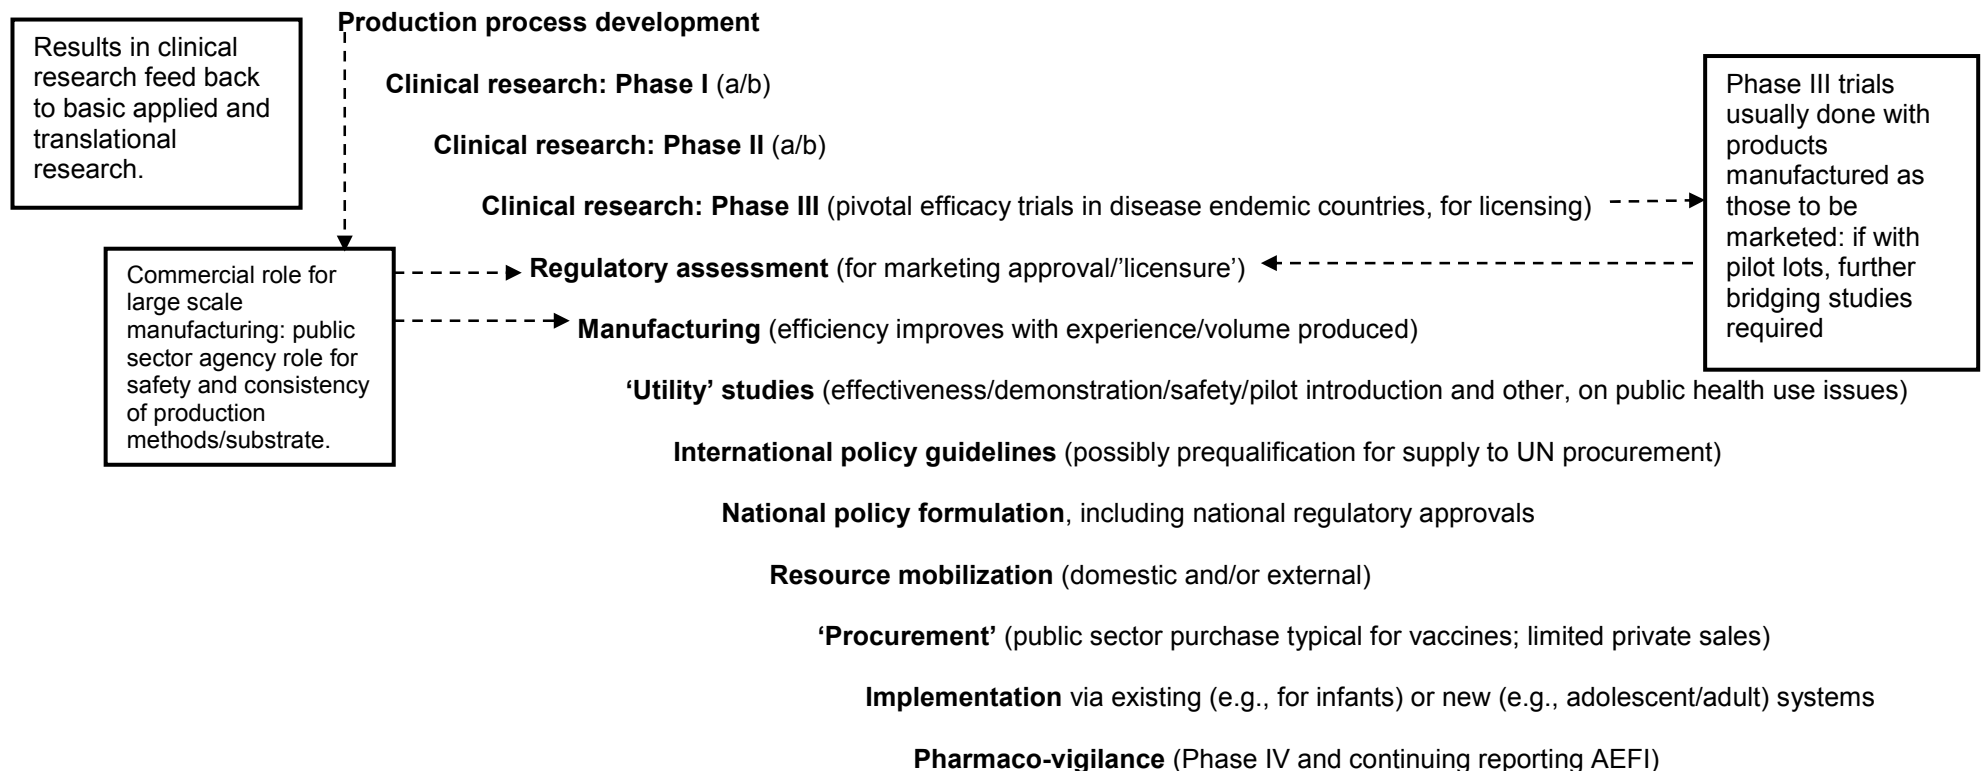 Production process development
Results in clinical
research feed back
to basic applied and
translational
research.
Clinical research: Phase I (a/b)
Clinical research: Phase II (a/b)
Clinical research: Phase III (pivotal efficacy trials in disease endemic countries, for licensing)
Phase III trials
usually done with
products
manufactured as
those to be
marketed: if with
pilot lots, further
bridging studies
required
Commercial role for
large scale
manufacturing: public
sector agency role for
safety and consistency
of production
methods/substrate.
Regulatory assessment (for marketing approval/’licensure’)
Manufacturing (efficiency improves with experience/volume produced)
‘Utility’ studies (effectiveness/demonstration/safety/pilot introduction and other, on public health use issues)
International policy guidelines (possibly prequalification for supply to UN procurement)
National policy formulation, including national regulatory approvals
Resource mobilization (domestic and/or external)
‘Procurement’ (public sector purchase typical for vaccines; limited private sales)
Implementation via existing (e.g., for infants) or new (e.g., adolescent/adult) systems
Pharmaco-vigilance (Phase IV and continuing reporting AEFI)